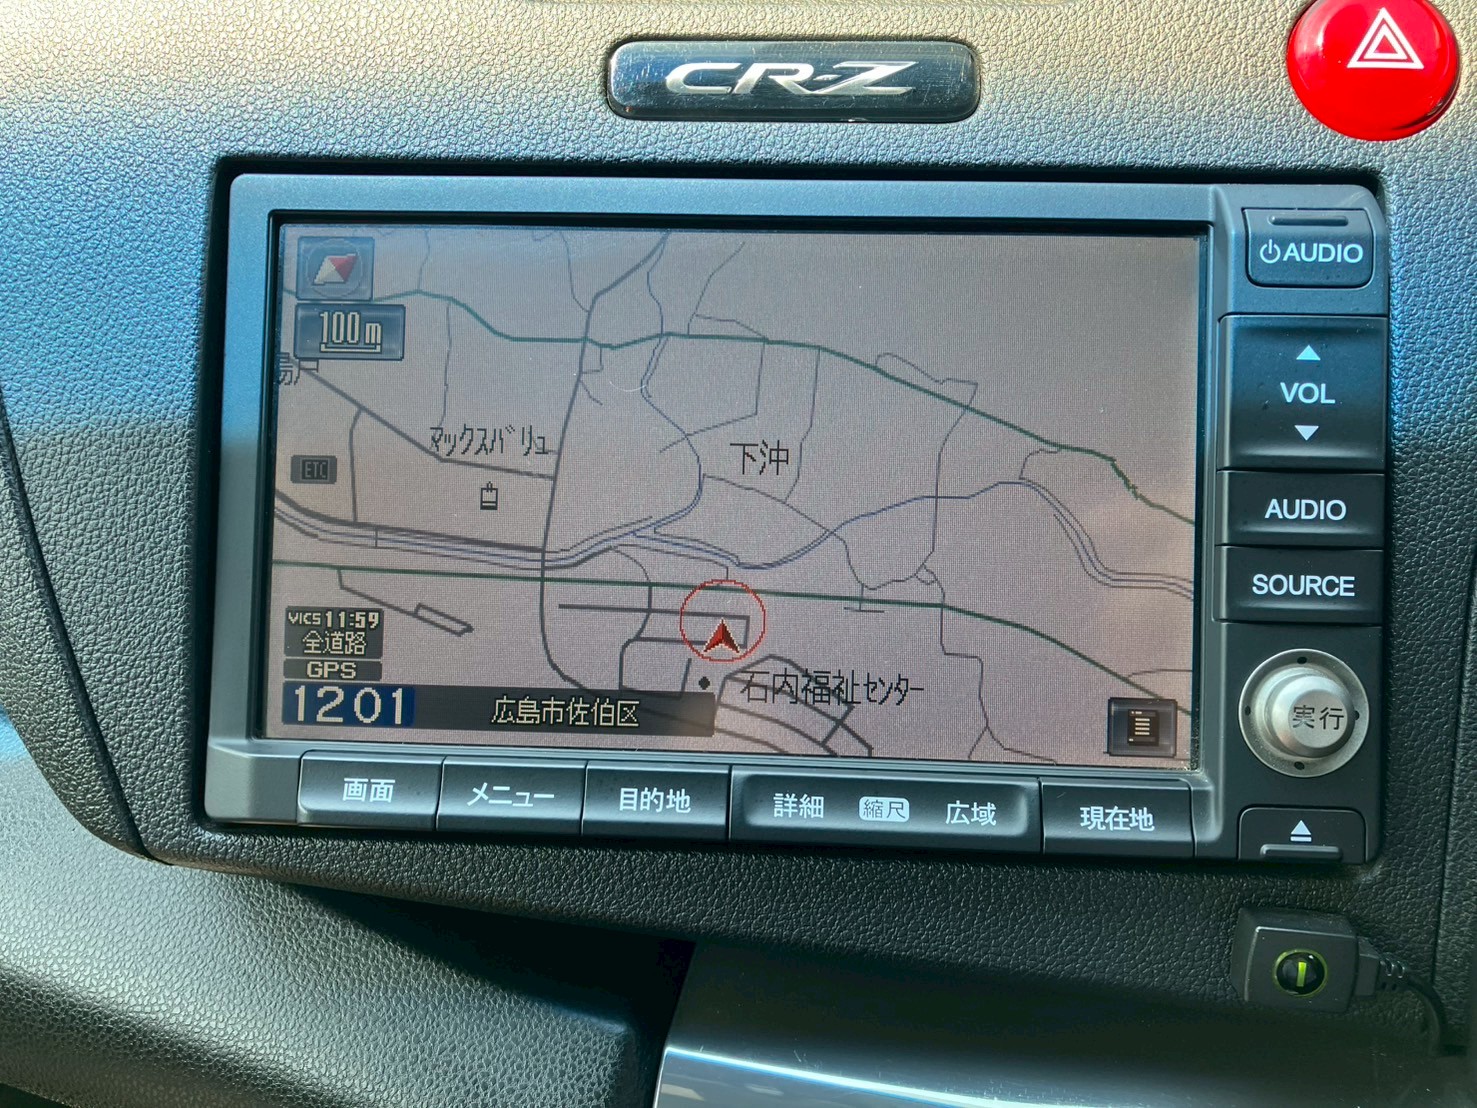 CR-Z
AUDIO
100m
VOL
マックスバリュ
下沖
ETC
AUDIO
SOURCE
VICS 11:59
全道路
GPS
1201
広島市佐伯区
石内福祉センター
実行
画面
メニュー
目的地
詳細
縮尺
広域
現在地